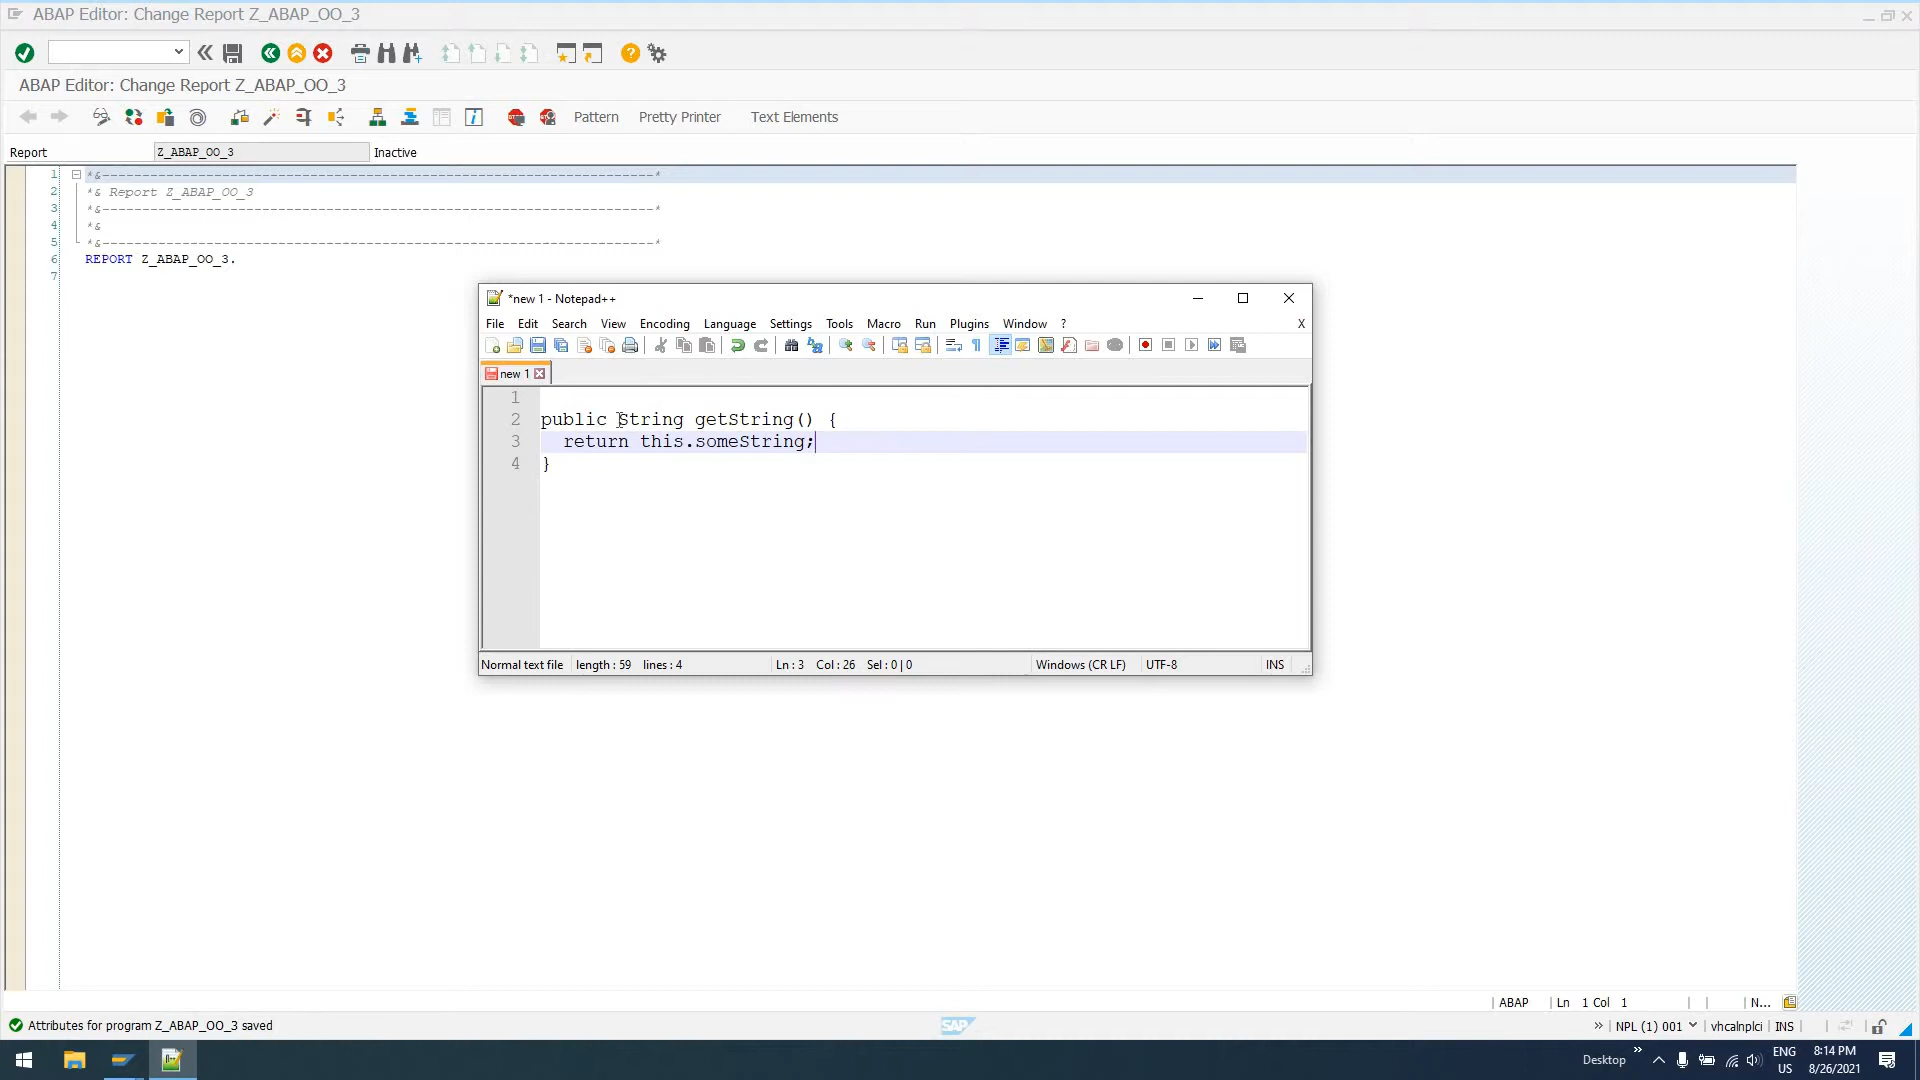 ABAP Editor: Change Report Z_ABAP_OO_3
ABAP Editor: Change Report Z_ABAP_OO_3
Pattern Pretty Printer Text Elements
Report Z_ABAP_OO_3 Inactive
1 *&---------------------------------------------------------------------*
2 *& Report Z_ABAP_OO_3
3 *&---------------------------------------------------------------------*
4 *&
5 *&---------------------------------------------------------------------*
6 REPORT Z_ABAP_OO_3.
7
*new 1 - Notepad++
File Edit Search View Encoding Language Settings Tools Macro Run Plugins Window ? X
new 1
1
2 public String getString() {
3 return this.someString;
4 }
Normal text file length : 59 lines : 4 Ln : 3 Col : 26 Sel : 0 | 0 Windows (CR LF) UTF-8 INS
ABAP Ln 1 Col 1 N...
Attributes for program Z_ABAP_OO_3 saved SAP » NPL (1) 001 vhcalnplci INS
Desktop » ENG 8:14 PM
US 8/26/2021